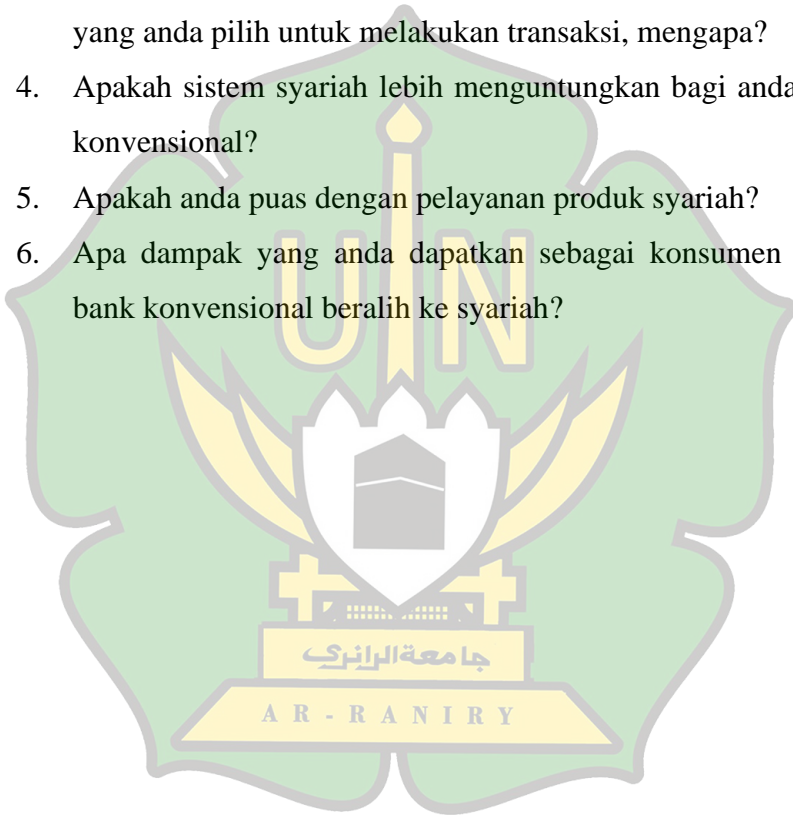 yang anda pilih untuk melakukan transaksi, mengapa?
4. Apakah sistem syariah lebih menguntungkan bagi anda
konvensional?
5. Apakah anda puas dengan pelayanan produk syariah?
6. Apa dampak yang anda dapatkan sebagai konsumen
bank konvensional beralih ke syariah?
UIN
جامعة الرانري
AR-RANIRY